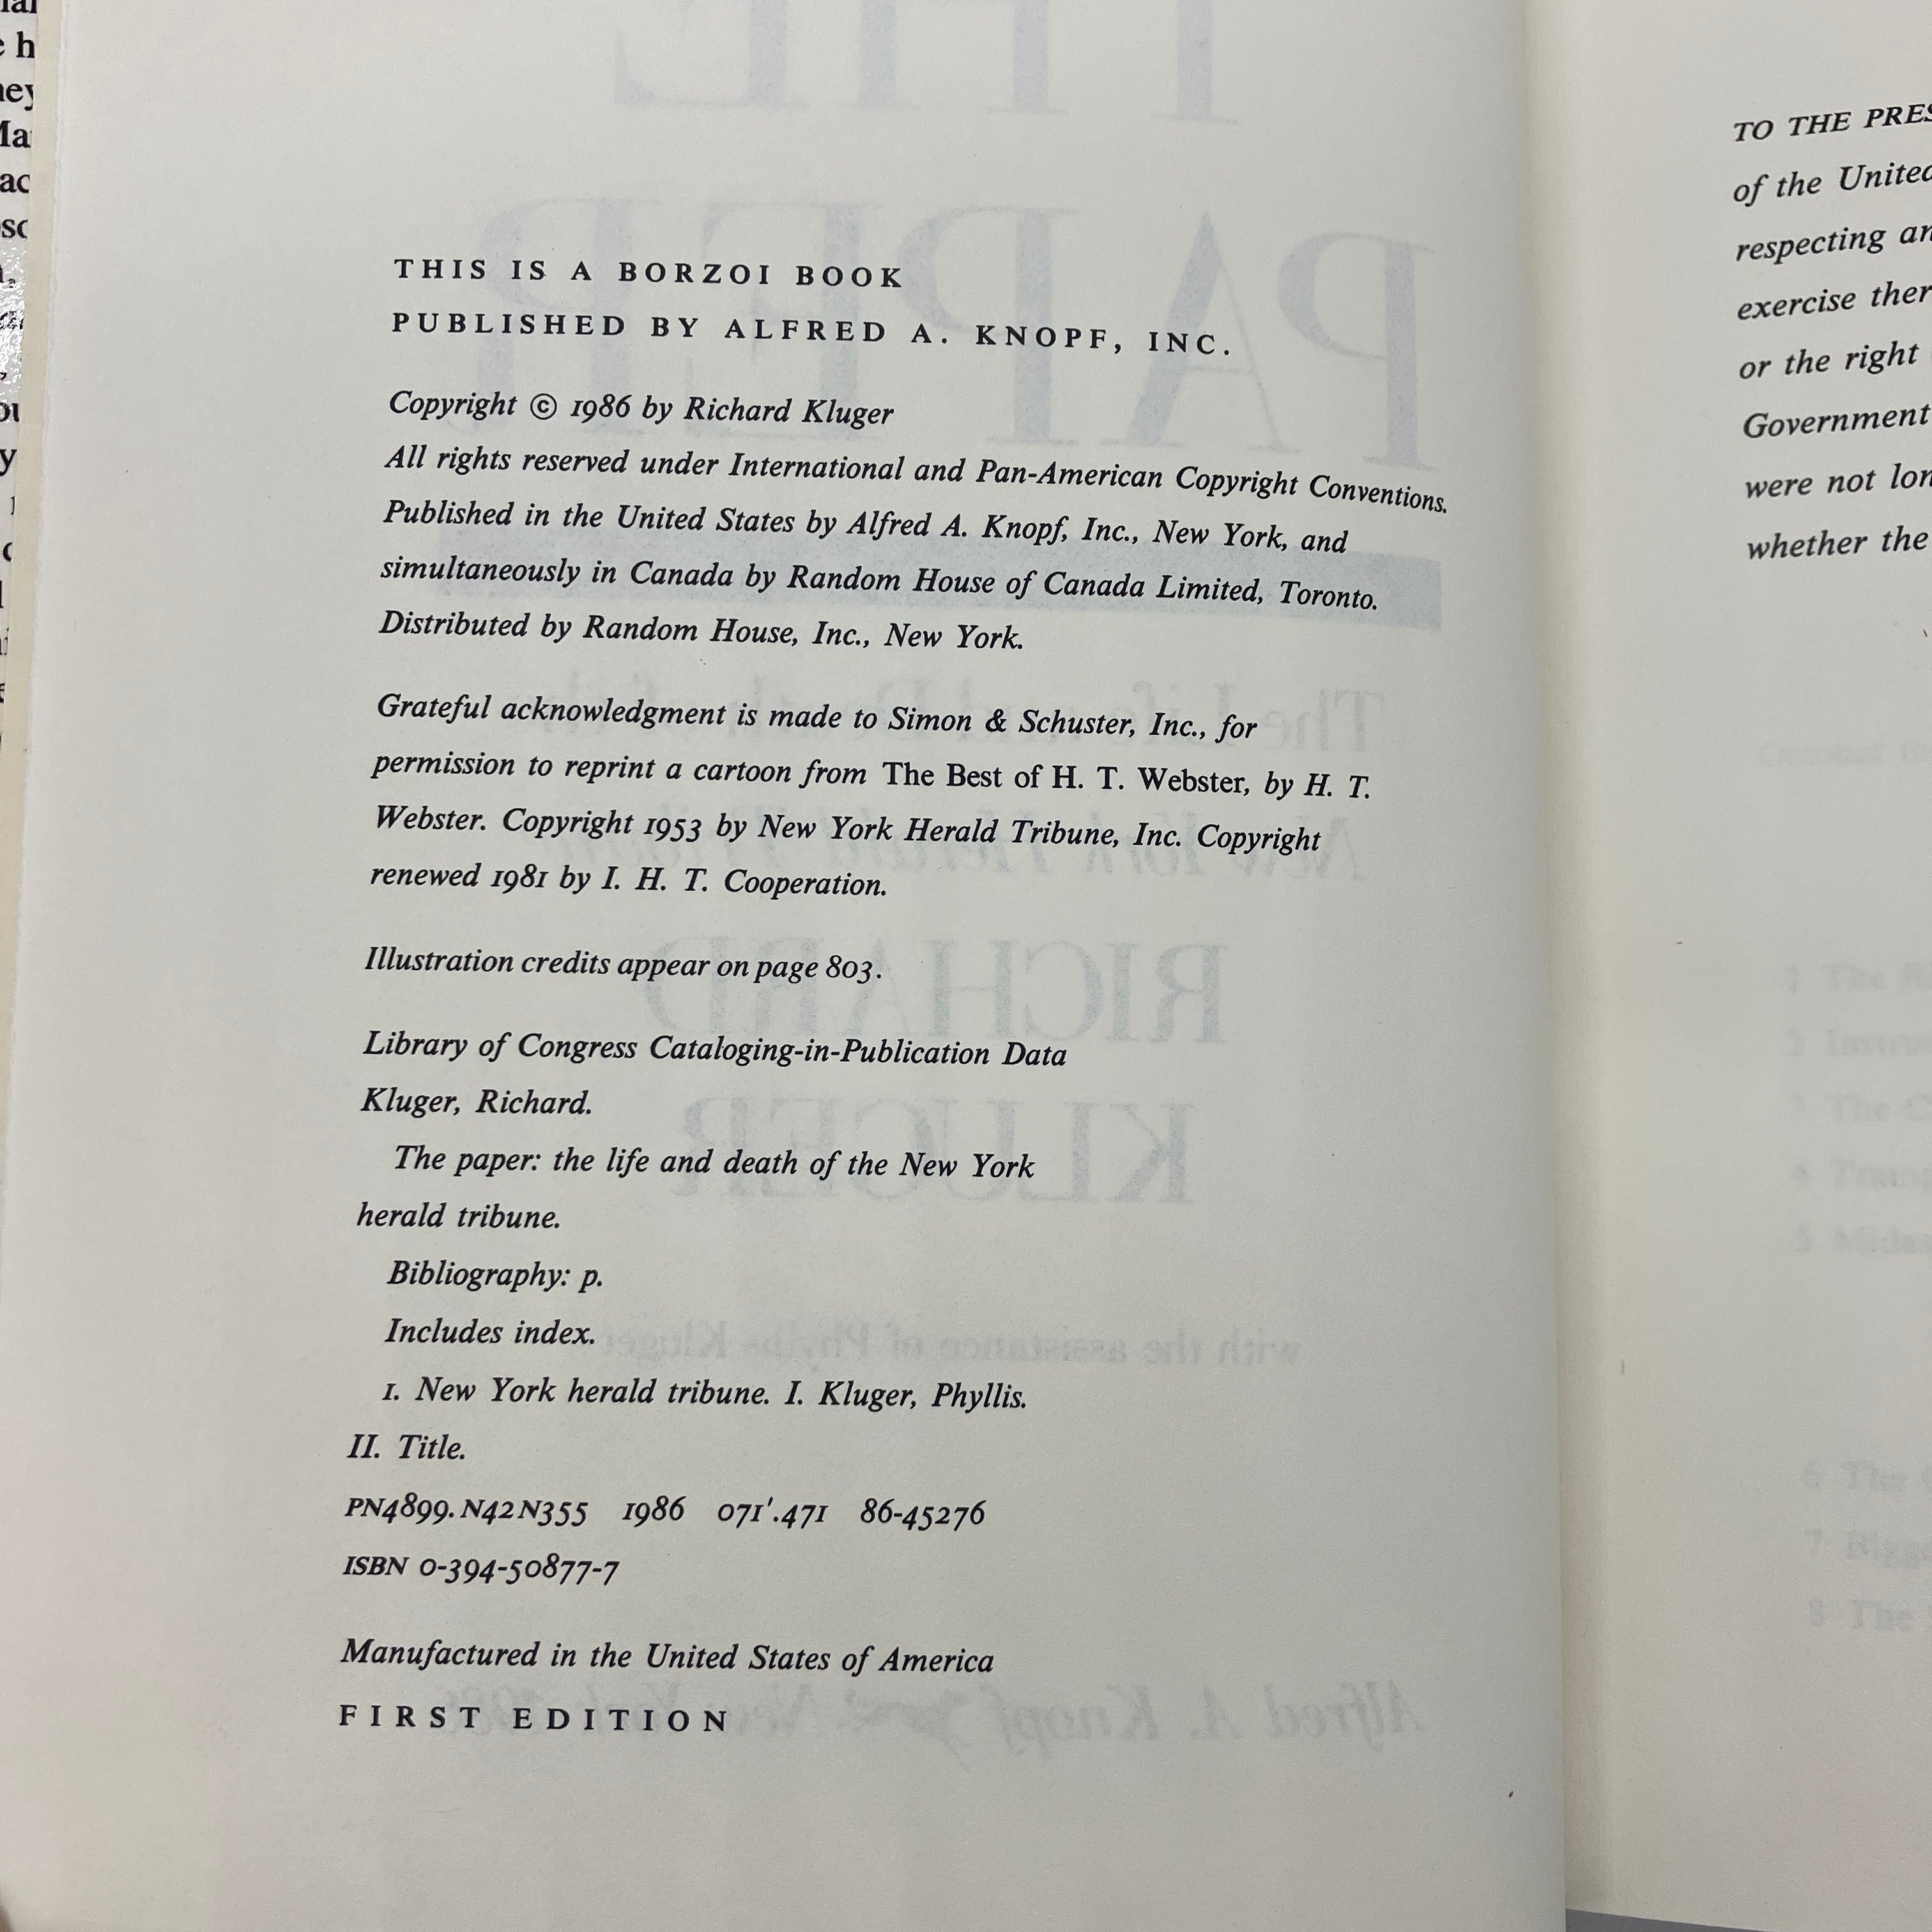 THIS IS A BORZOI BOOK
PUBLISHED BY ALFRED A. KNOPF, INC.
Copyright © 1986 by Richard Kluger
All rights reserved under International and Pan-American Copyright Conventions.
Published in the United States by Alfred A. Knopf, Inc., New York, and
simultaneously in Canada by Random House of Canada Limited, Toronto.
Distributed by Random House, Inc., New York.
Grateful acknowledgment is made to Simon & Schuster, Inc., for
permission to reprint a cartoon from The Best of H. T. Webster, by H. T.
Webster. Copyright 1953 by New York Herald Tribune, Inc. Copyright
renewed 1981 by I. H. T. Cooperation.
Illustration credits appear on page 803.
Library of Congress Cataloging-in-Publication Data
Kluger, Richard.
The paper: the life and death of the New York
herald tribune.
Bibliography: p.
Includes index.
1. New York herald tribune. I. Kluger, Phyllis.
II. Title.
PN4899.N42N355 1986 071'.471 86-45276
ISBN 0-394-50877-7
Manufactured in the United States of America
FIRST EDITION
TO THE
of the United
respecting
exercise
or the right
Government
were not
whether the